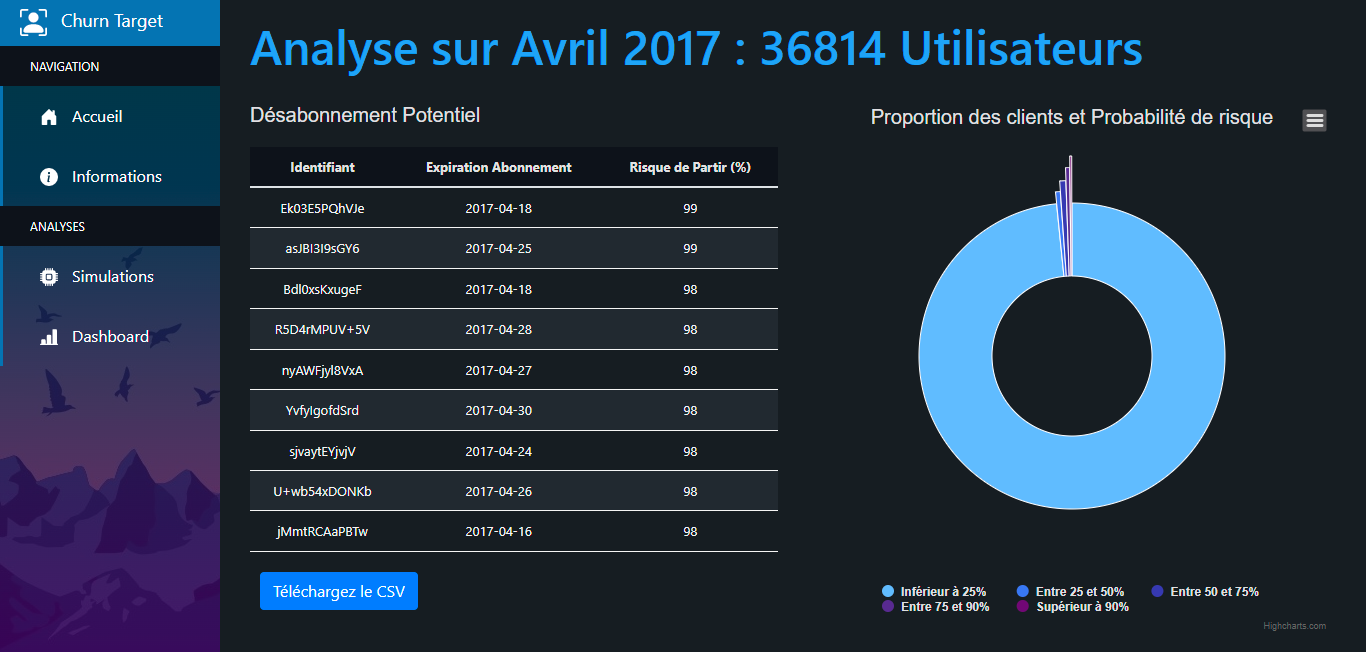 Churn Target
NAVIGATION
Accueil
Informations
ANALYSES
Simulations
Dashboard
Analyse sur Avril 2017 : 36814 Utilisateurs
Désabonnement Potentiel
Identifiant Expiration Abonnement Risque de Partir (%)
Ek03E5PQhVJe 2017-04-18 99
asJBI3I9sGY6 2017-04-25 99
Bdl0xsKxugeF 2017-04-18 98
R5D4rMPUV+5V 2017-04-28 98
nyAWFjyl8VxA 2017-04-27 98
YvfyIgofdSrd 2017-04-30 98
sjvaytEYjvjV 2017-04-24 98
U+wb54xDONKb 2017-04-26 98
jMmtRCAaPBTw 2017-04-16 98
Téléchargez le CSV
Proportion des clients et Probabilité de risque
Inférieur à 25% Entre 25 et 50% Entre 50 et 75%
Entre 75 et 90% Supérieur à 90%
Highcharts.com